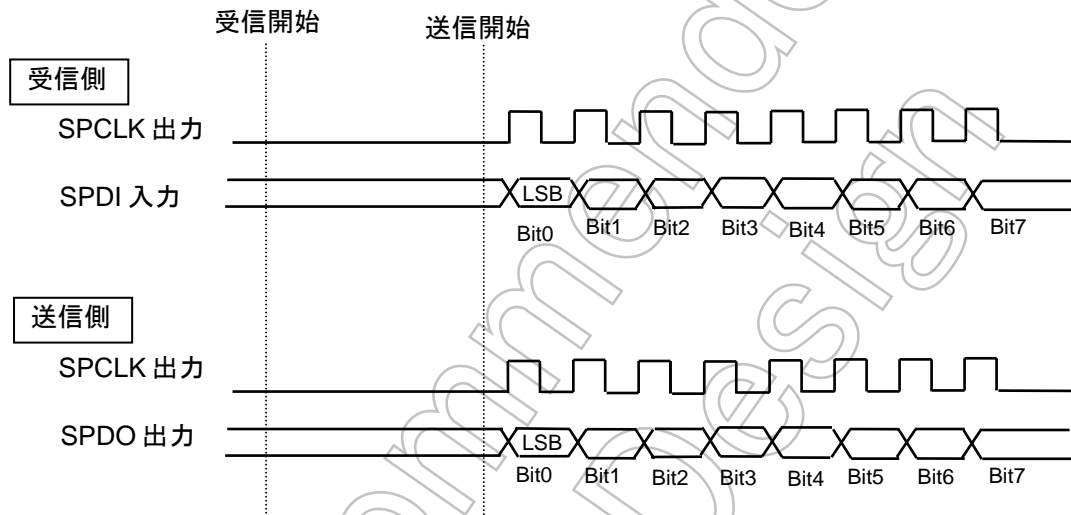 受信開始 送信開始
受信側
SPCLK 出力
SPDI 入力
LSB
Bit0 Bit1 Bit2 Bit3 Bit4 Bit5 Bit6 Bit7
送信側
SPCLK 出力
SPDO 出力
LSB
Bit0 Bit1 Bit2 Bit3 Bit4 Bit5 Bit6 Bit7
ommende
Design